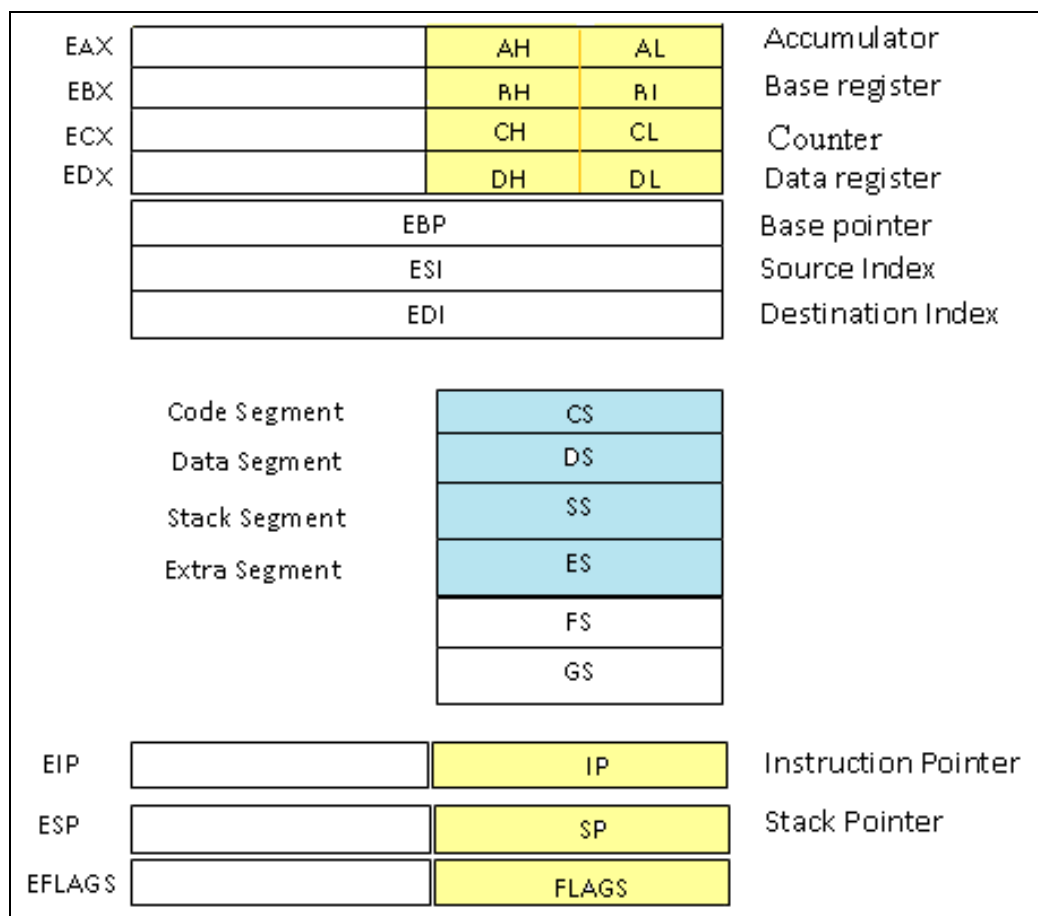 EAX AH AL Accumulator
EBX BH BL Base register
ECX CH CL Counter
EDX DH DL Data register
EBP Base pointer
ESI Source Index
EDI Destination Index
Code Segment CS
Data Segment DS
Stack Segment SS
Extra Segment ES
FS
GS
EIP IP Instruction Pointer
ESP SP Stack Pointer
EFLAGS FLAGS